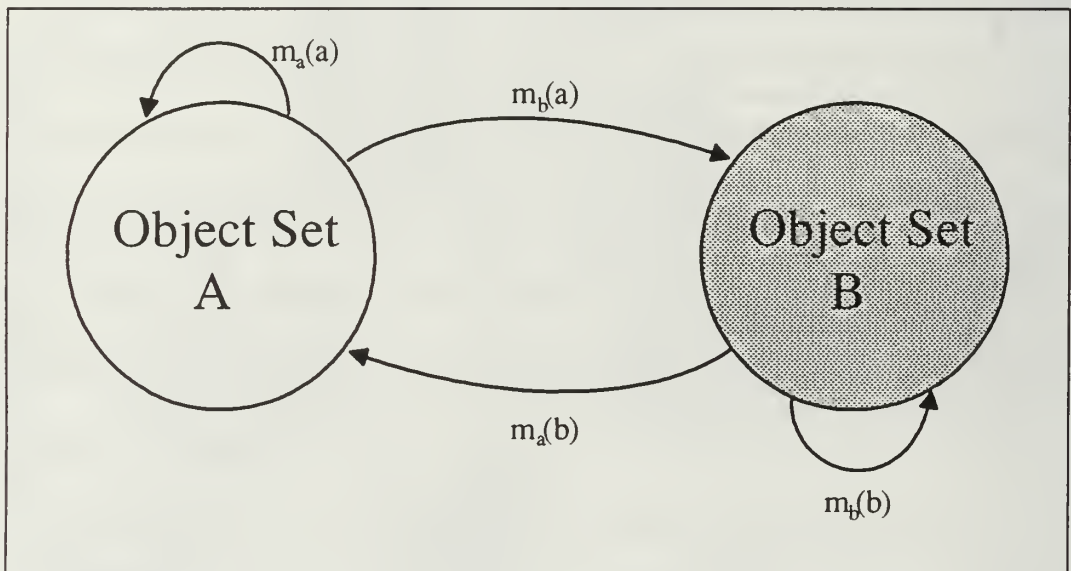 mₐ(a)
m_b(a)
Object Set
A
Object Set
B
mₐ(b)
m_b(b)